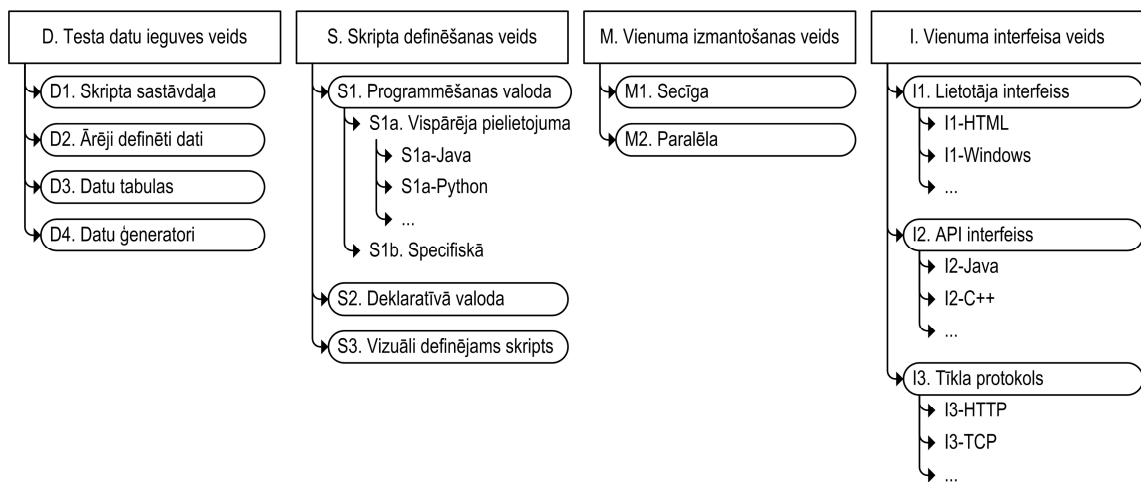 D. Testa datu ieguves veids
D1. Skripta sastāvdaļa
D2. Ārēji definēti dati
D3. Datu tabulas
D4. Datu ģeneratori
S. Skripta definēšanas veids
S1. Programmēšanas valoda
S1a. Vispārēja pielietojuma
S1a-Java
S1a-Python
...
S1b. Specifiskā
S2. Deklaratīvā valoda
S3. Vizuāli definējams skripts
M. Vienuma izmantošanas veids
M1. Secīga
M2. Paralēla
I. Vienuma interfeisa veids
I1. Lietotāja interfeiss
I1-HTML
I1-Windows
...
I2. API interfeiss
I2-Java
I2-C++
...
I3. Tīkla protokols
I3-HTTP
I3-TCP
...